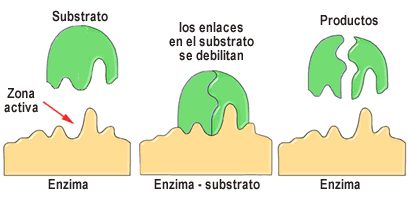 Substrato
Zona
activa
Enzima
los enlaces
en el substrato
se debilitan
Enzima - substrato
Productos
Enzima